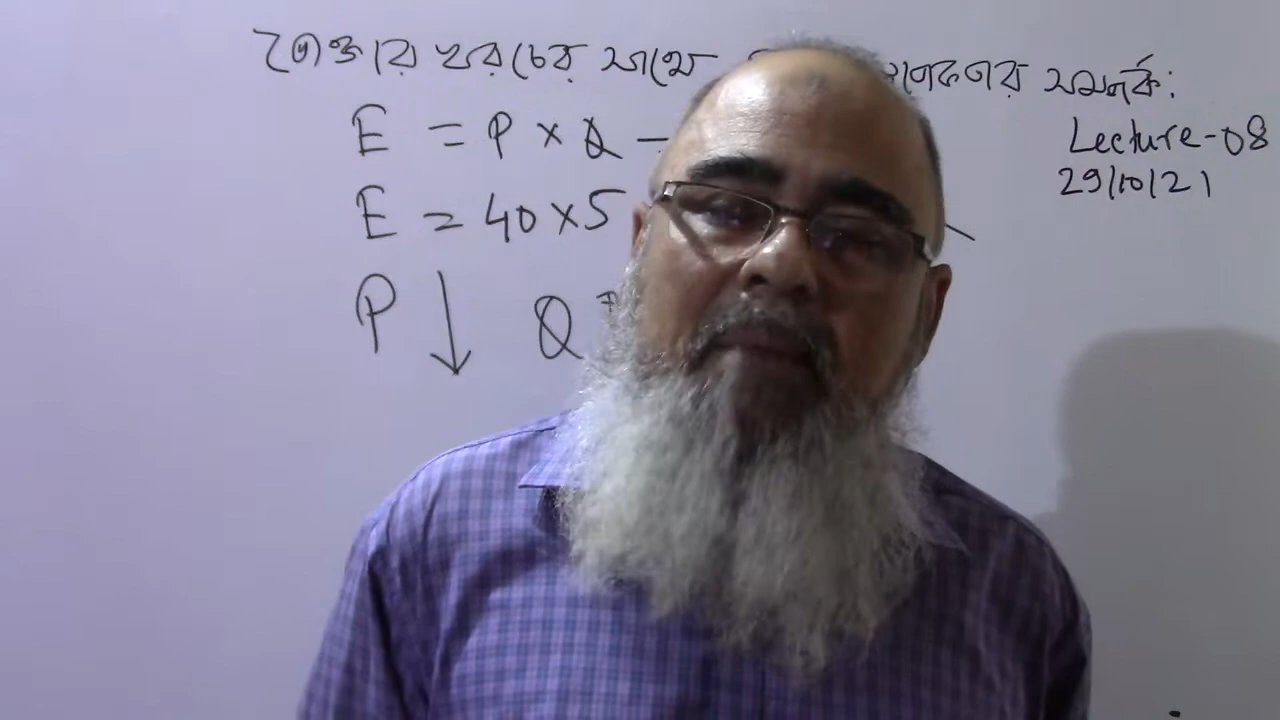 ভোক্তার খরচের সাথে সম্পর্ক:
Lecture-08
29/10/21
E = P × Q –
E = 40 × 5
P ↓ Q